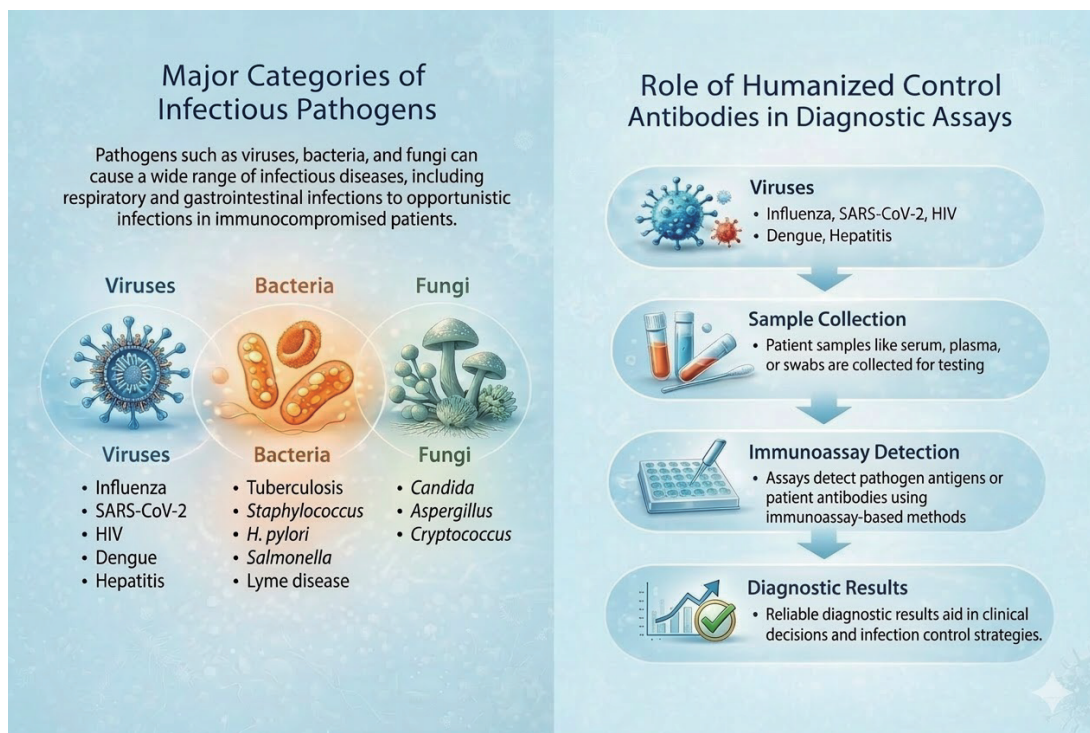 Major Categories of
Infectious Pathogens
Pathogens such as viruses, bacteria, and fungi can
cause a wide range of infectious diseases, including
respiratory and gastrointestinal infections to opportunistic
infections in immunocompromised patients.
Viruses
Bacteria
Fungi
Viruses
• Influenza
• SARS-CoV-2
• HIV
• Dengue
• Hepatitis
Bacteria
• Tuberculosis
• Staphylococcus
• H. pylori
• Salmonella
• Lyme disease
Fungi
• Candida
• Aspergillus
• Cryptococcus
Role of Humanized Control
Antibodies in Diagnostic Assays
Viruses
• Influenza, SARS-CoV-2, HIV
• Dengue, Hepatitis
Sample Collection
• Patient samples like serum, plasma,
or swabs are collected for testing
Immunoassay Detection
• Assays detect pathogen antigens or
patient antibodies using
immunoassay-based methods
Diagnostic Results
• Reliable diagnostic results aid in clinical
decisions and infection control strategies.